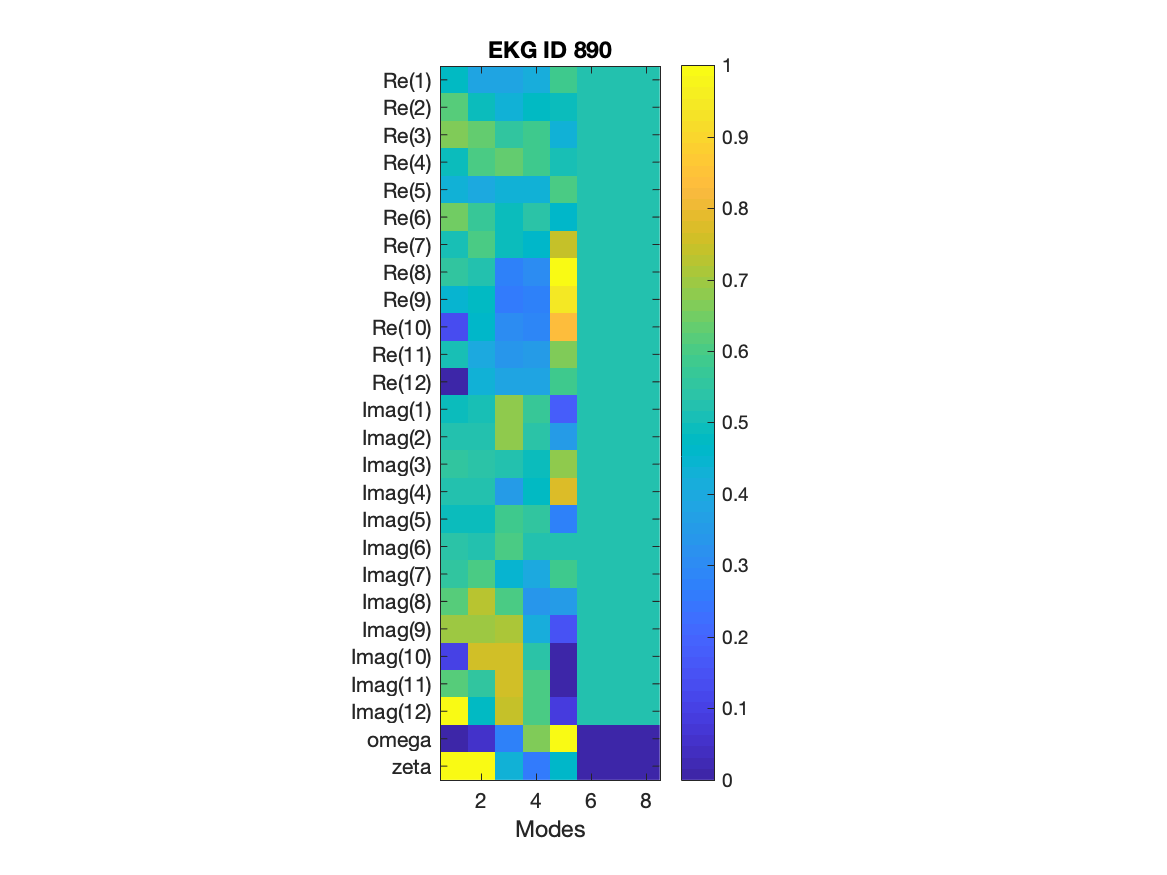 EKG ID 890
Re(1)
Re(2)
Re(3)
Re(4)
Re(5)
Re(6)
Re(7)
Re(8)
Re(9)
Re(10)
Re(11)
Re(12)
Imag(1)
Imag(2)
Imag(3)
Imag(4)
Imag(5)
Imag(6)
Imag(7)
Imag(8)
Imag(9)
Imag(10)
Imag(11)
Imag(12)
omega
zeta
2 4 6 8
Modes
1
0.9
0.8
0.7
0.6
0.5
0.4
0.3
0.2
0.1
0